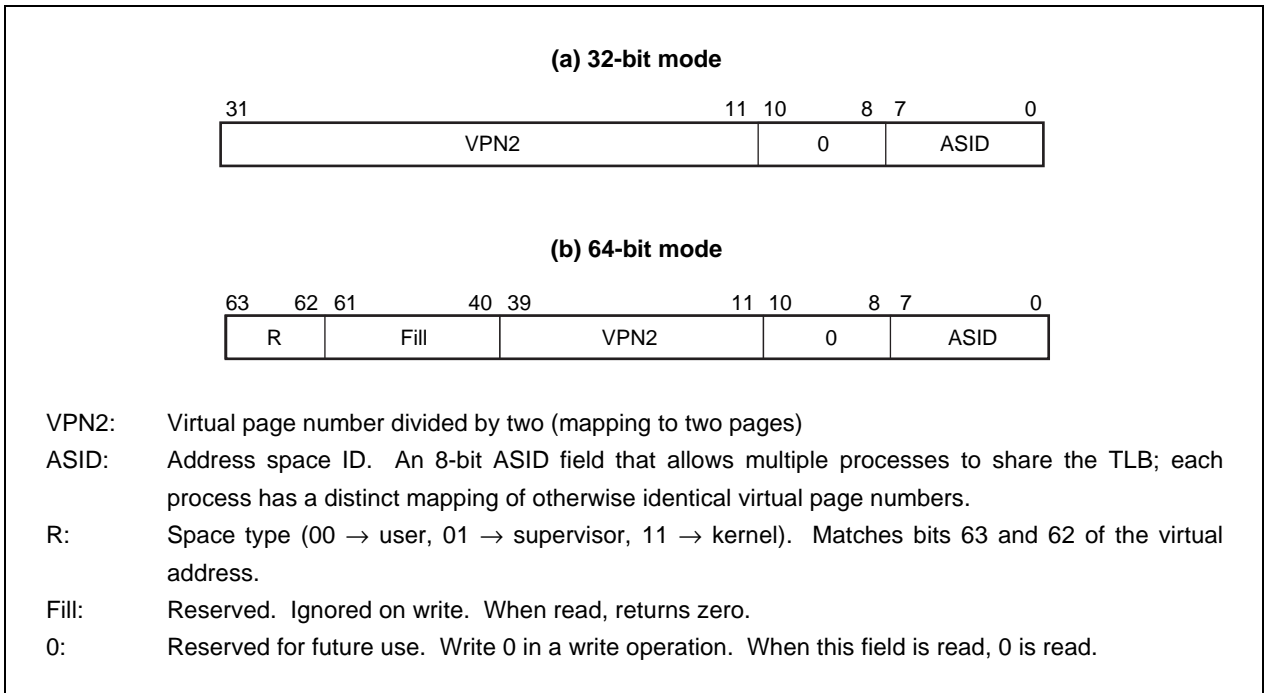 (a) 32-bit mode
31 11 10 8 7 0
VPN2 0 ASID
(b) 64-bit mode
63 62 61 40 39 11 10 8 7 0
R Fill VPN2 0 ASID
VPN2: Virtual page number divided by two (mapping to two pages)
ASID: Address space ID. An 8-bit ASID field that allows multiple processes to share the TLB; each
process has a distinct mapping of otherwise identical virtual page numbers.
R: Space type (00 → user, 01 → supervisor, 11 → kernel). Matches bits 63 and 62 of the virtual
address.
Fill: Reserved. Ignored on write. When read, returns zero.
0: Reserved for future use. Write 0 in a write operation. When this field is read, 0 is read.